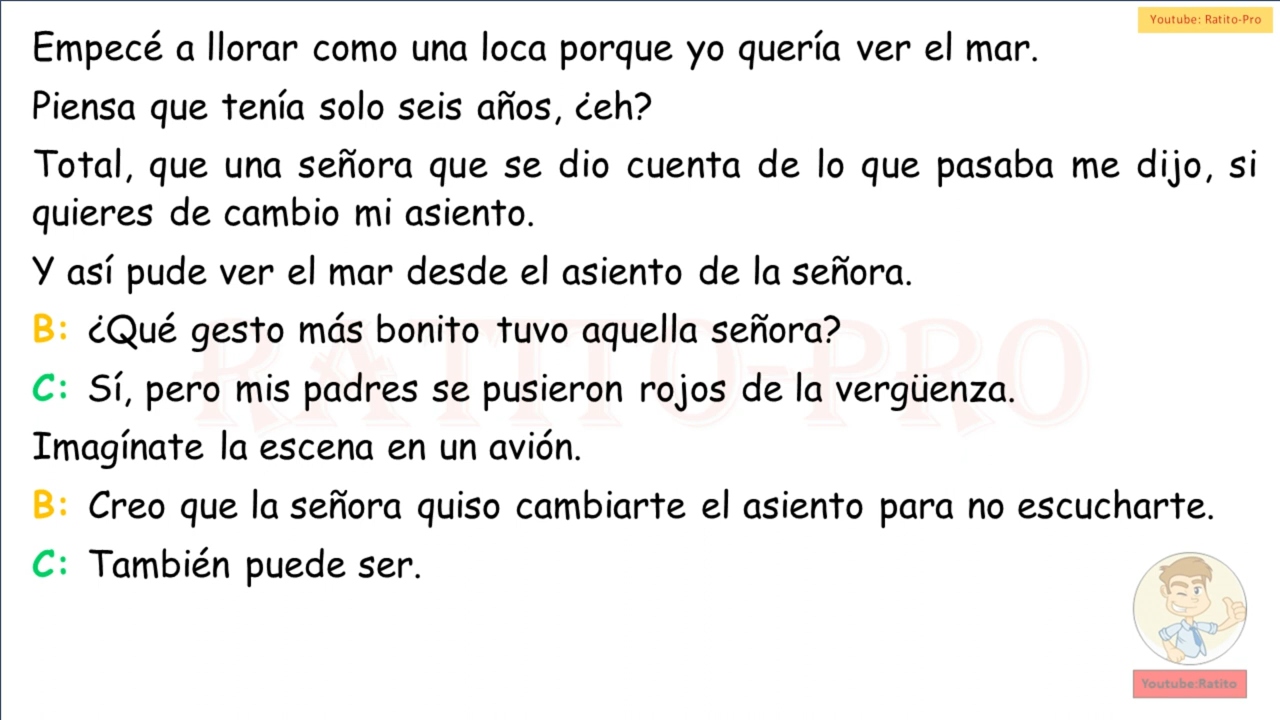 Youtube: Ratito-Pro
Empecé a llorar como una loca porque yo quería ver el mar.
Piensa que tenía solo seis años, ¿eh?
Total, que una señora que se dio cuenta de lo que pasaba me dijo, si
quieres de cambio mi asiento.
Y así pude ver el mar desde el asiento de la señora.
B: ¿Qué gesto más bonito tuvo aquella señora?
RATITO-PRO
C: Sí, pero mis padres se pusieron rojos de la vergüenza.
Imagínate la escena en un avión.
B: Creo que la señora quiso cambiarte el asiento para no escucharte.
C: También puede ser.
Youtube:Ratito